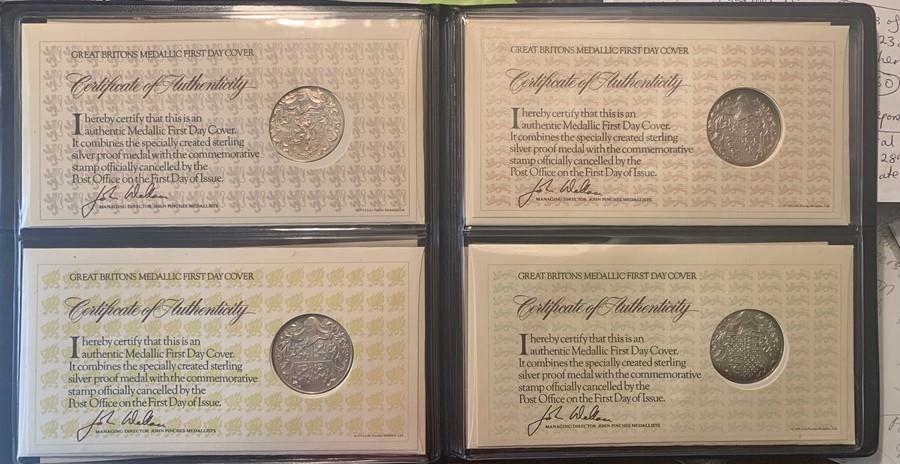 GREAT BRITONS MEDALLIC FIRST DAY COVER
Certificate of Authenticity
I hereby certify that this is an
authentic Medallic First Day Cover.
It combines the specially created sterling
silver proof medal with the commemorative
stamp officially cancelled by the
Post Office on the First Day of Issue.
MANAGING DIRECTOR JOHN PINCHES MEDALLISTS
GREAT BRITONS MEDALLIC FIRST DAY COVER
Certificate of Authenticity
I hereby certify that this is an
authentic Medallic First Day Cover.
It combines the specially created sterling
silver proof medal with the commemorative
stamp officially cancelled by the
Post Office on the First Day of Issue.
MANAGING DIRECTOR JOHN PINCHES MEDALLISTS
GREAT BRITONS MEDALLIC FIRST DAY COVER
Certificate of Authenticity
I hereby certify that this is an
authentic Medallic First Day Cover.
It combines the specially created sterling
silver proof medal with the commemorative
stamp officially cancelled by the
Post Office on the First Day of Issue.
MANAGING DIRECTOR JOHN PINCHES MEDALLISTS
GREAT BRITONS MEDALLIC FIRST DAY COVER
Certificate of Authenticity
I hereby certify that this is an
authentic Medallic First Day Cover.
It combines the specially created sterling
silver proof medal with the commemorative
stamp officially cancelled by the
Post Office on the First Day of Issue.
MANAGING DIRECTOR JOHN PINCHES MEDALLISTS